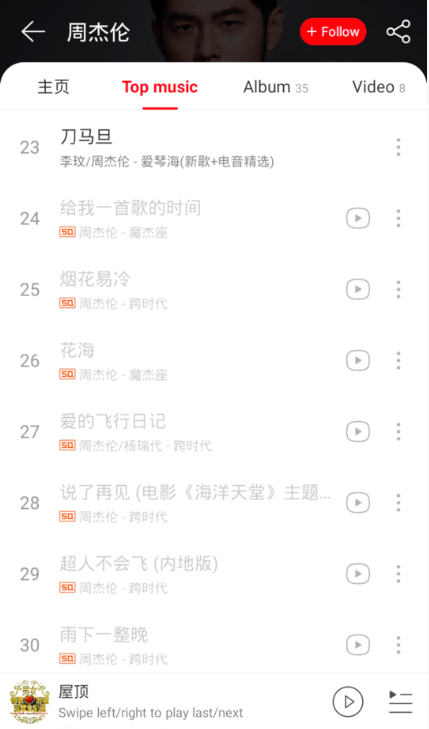 周杰伦
+ Follow
主页
Top music
Album 35
Video 8
23
刀马旦
李玟/周杰伦 - 爱琴海(新歌+电音精选)
24
给我一首歌的时间
SQ 周杰伦 - 魔杰座
25
烟花易冷
SQ 周杰伦 - 跨时代
26
花海
SQ 周杰伦 - 魔杰座
27
爱的飞行日记
SQ 周杰伦/杨瑞代 - 跨时代
28
说了再见 (电影《海洋天堂》主题...
SQ 周杰伦 - 跨时代
29
超人不会飞 (内地版)
SQ 周杰伦 - 跨时代
30
雨下一整晚
SQ 周杰伦 - 跨时代
屋顶
Swipe left/right to play last/next